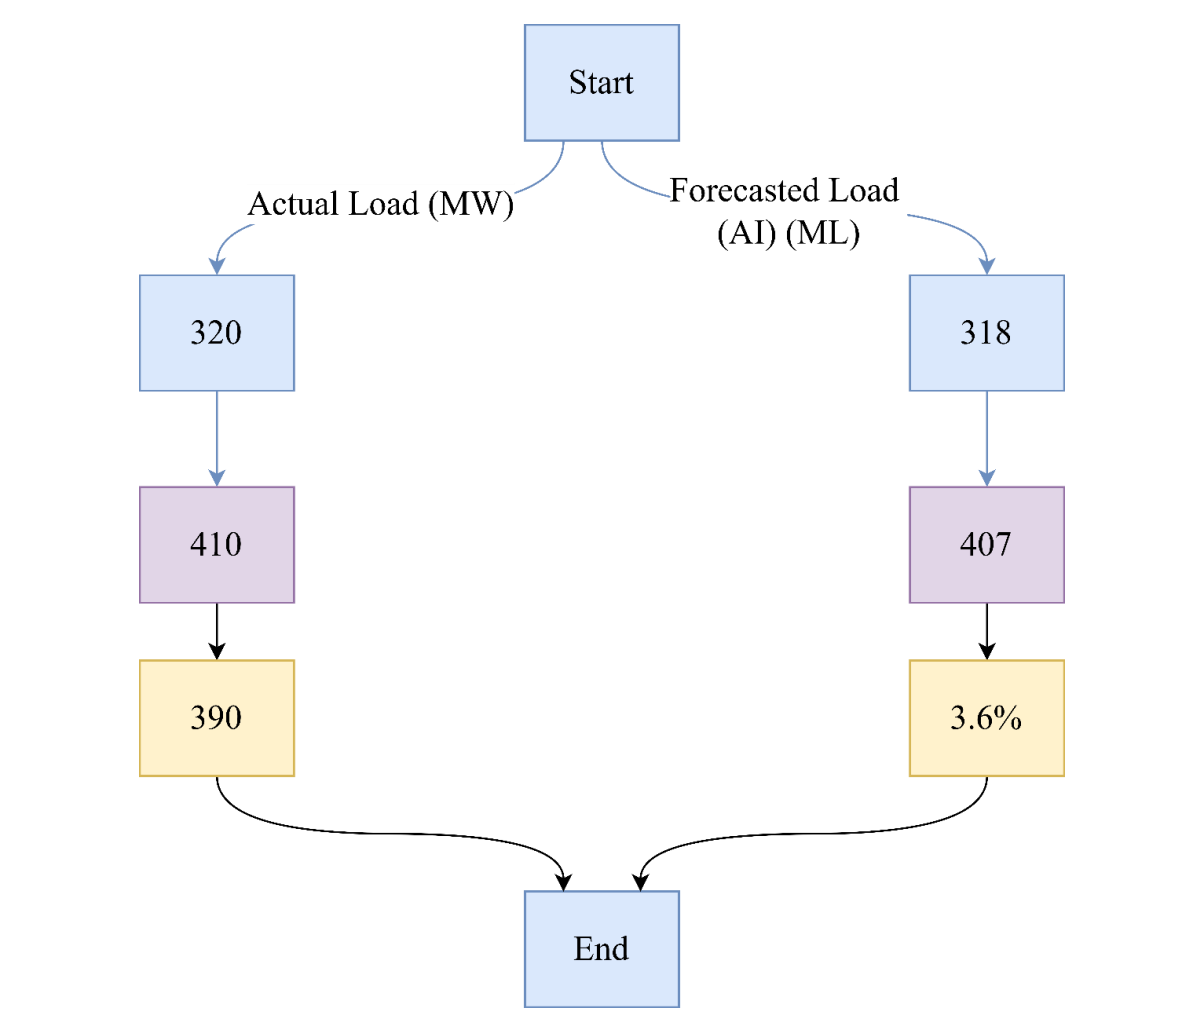 Start
Actual Load (MW)
Forecasted Load
(AI) (ML)
320
318
410
407
390
3.6%
End